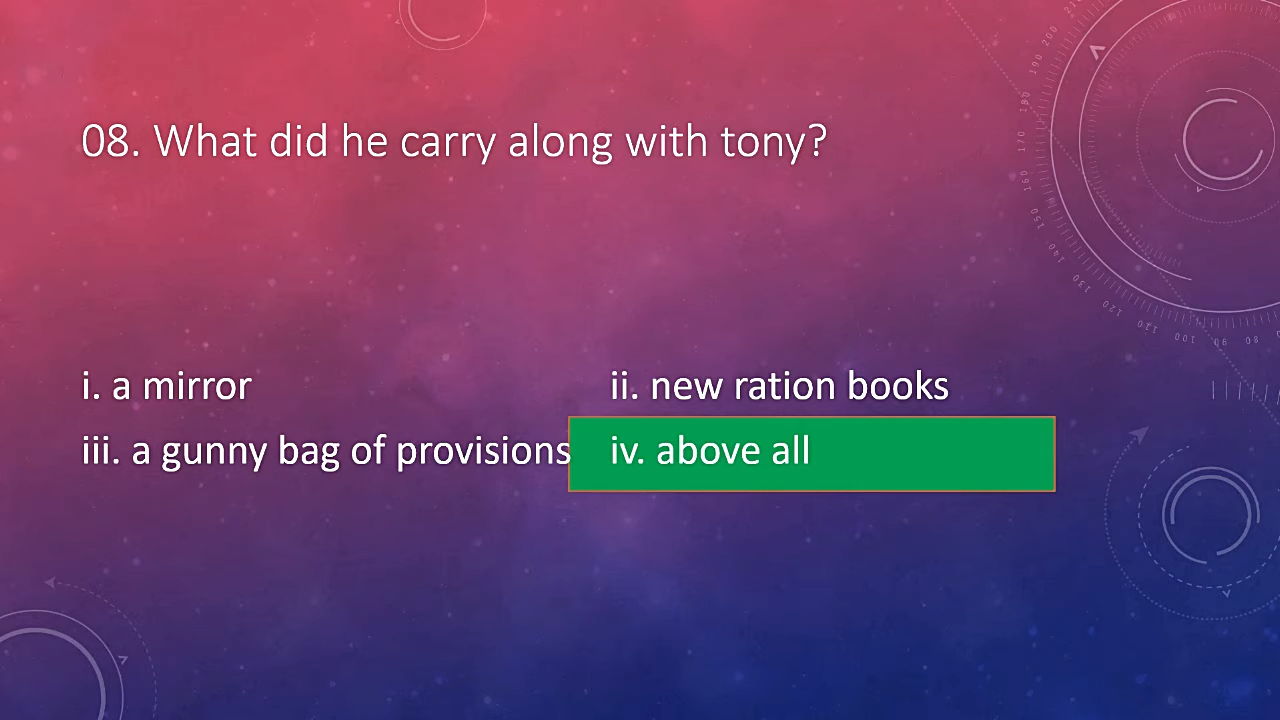 08. What did he carry along with tony?
i. a mirror
ii. new ration books
iii. a gunny bag of provisions
iv. above all